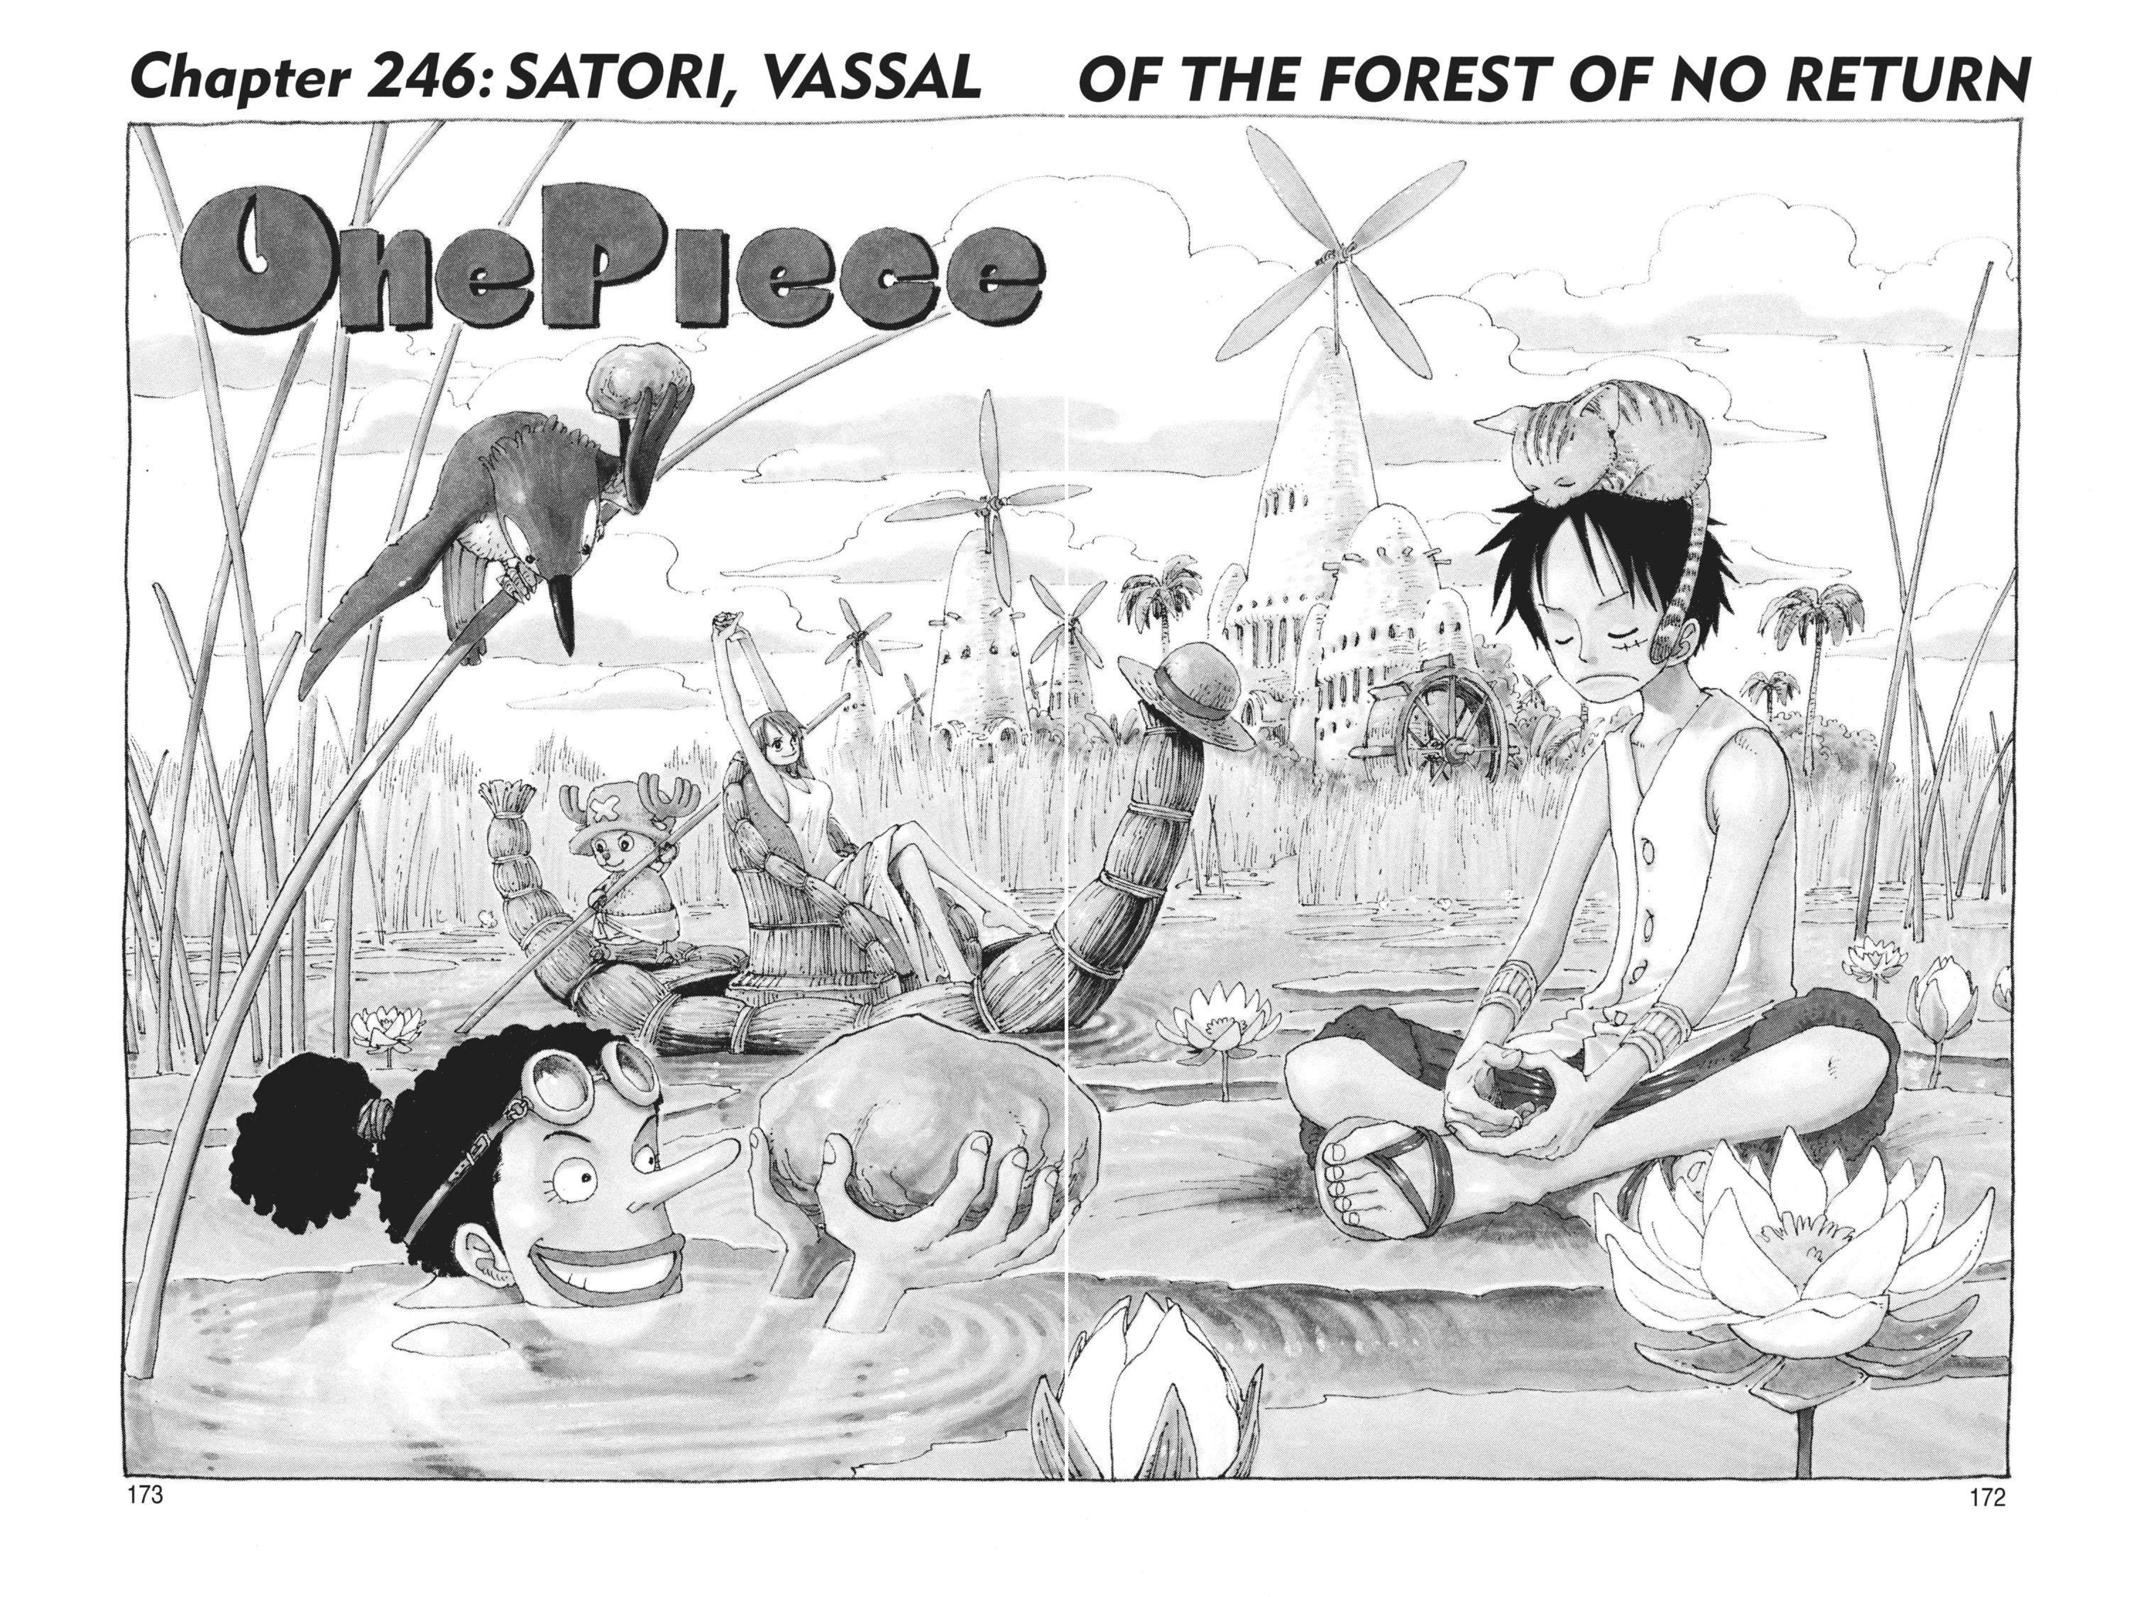 Chapter 246: SATORI, VASSAL OF THE FOREST OF NO RETURN
OnePiece
173
172